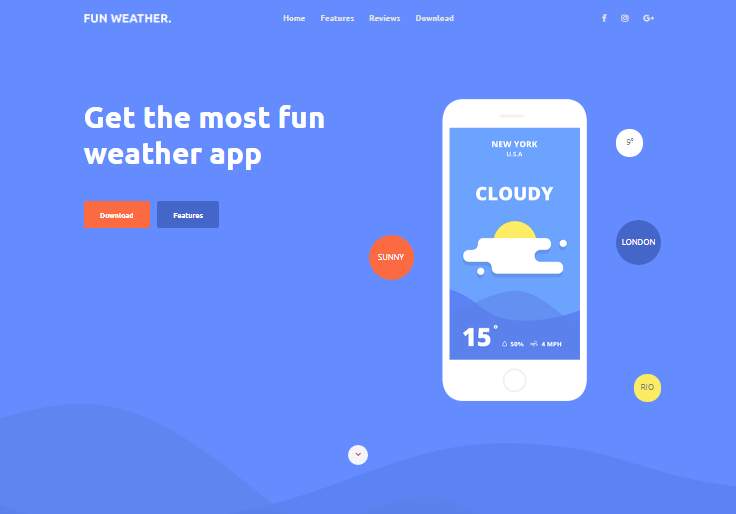 FUN WEATHER.
Home Features Reviews Download
Get the most fun
weather app
Download Features
NEW YORK
U.S.A
CLOUDY
15° 50% 4 MPH
SUNNY
9°
LONDON
RIO